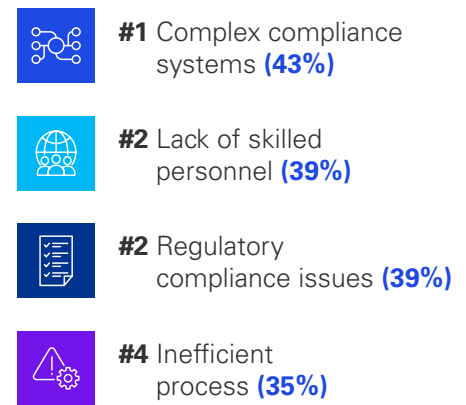 #1 Complex compliance
systems (43%)
#2 Lack of skilled
personnel (39%)
#2 Regulatory
compliance issues (39%)
#4 Inefficient
process (35%)